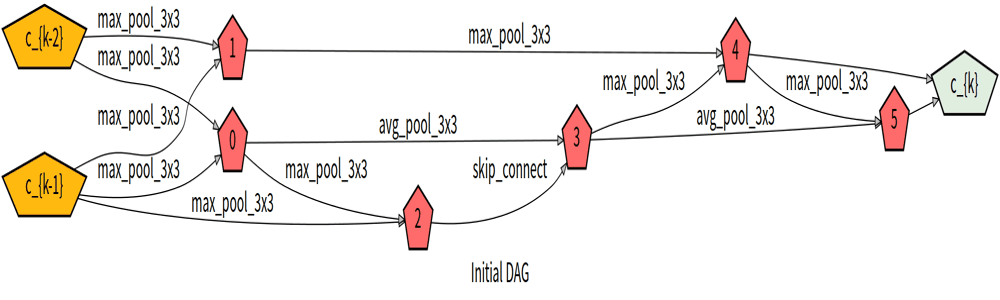 c_{k-2}
max_pool_3x3
max_pool_3x3
1
max_pool_3x3
4
max_pool_3x3
max_pool_3x3
c_{k}
max_pool_3x3
0
avg_pool_3x3
3
avg_pool_3x3
5
c_{k-1}
max_pool_3x3
max_pool_3x3
max_pool_3x3
skip_connect
2
Initial DAG